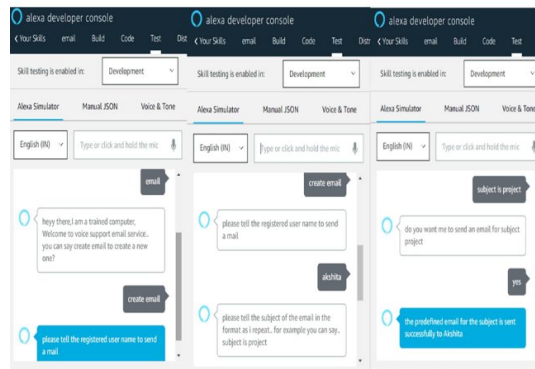 alexa developer console
Your Skills email Build Code Test Dist
Skill testing is enabled in: Development
Alexa Simulator Manual JSON Voice & Tone
English (IN) Type or click and hold the mic
email
heyy there,I am a trained computer,
Welcome to voice support email service..
you can say create email to create a new
one?
create email
please tell the registered user name to send
a mail
alexa developer console
Your Skills email Build Code Test Distr
Skill testing is enabled in: Development
Alexa Simulator Manual JSON Voice & Tone
English (IN) Type or click and hold the mic
create email
please tell the registered user name to send
a mail
akshita
please tell the subject of the email in the
format as i repeat.. for example you can say..
subject is project
alexa developer console
Your Skills email Build Code Test
Skill testing is enabled in: Development
Alexa Simulator Manual JSON Voice & Tone
English (IN) Type or click and hold the mic
subject is project
do you want me to send an email for subject
project
yes
the predefined email for the subject is sent
successfully to Akshita